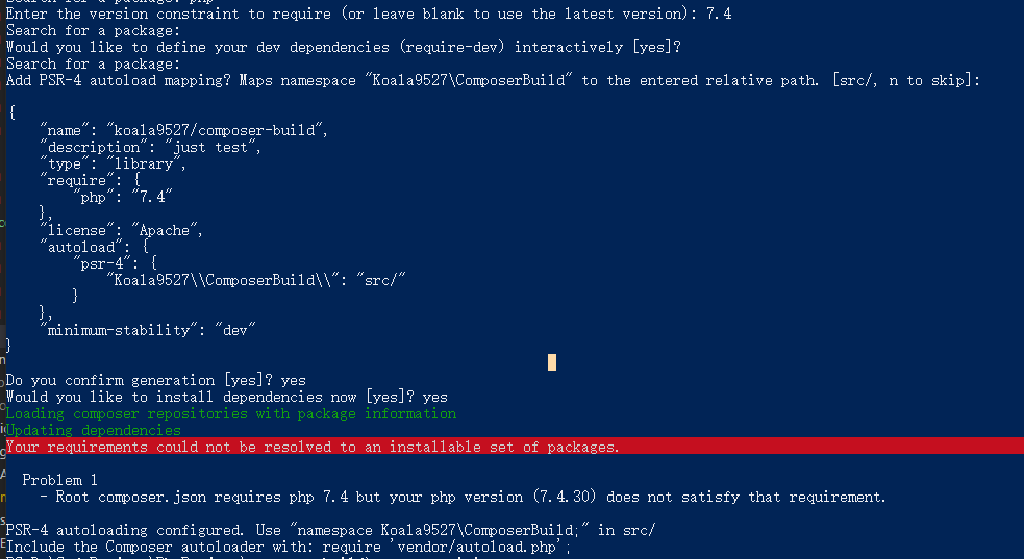 Search for a package: php
Enter the version constraint to require (or leave blank to use the latest version): 7.4
Search for a package:
Would you like to define your dev dependencies (require-dev) interactively [yes]?
Search for a package:
Add PSR-4 autoload mapping? Maps namespace "Koala9527\ComposerBuild" to the entered relative path. [src/, n to skip]:
{
    "name": "koala9527/composer-build",
    "description": "just test",
    "type": "library",
    "require": {
        "php": "7.4"
    },
    "license": "Apache",
    "autoload": {
        "psr-4": {
            "Koala9527\\ComposerBuild\\": "src/"
        }
    },
    "minimum-stability": "dev"
}
Do you confirm generation [yes]? yes
Would you like to install dependencies now [yes]? yes
Loading composer repositories with package information
Updating dependencies
Your requirements could not be resolved to an installable set of packages.
  Problem 1
    - Root composer.json requires php 7.4 but your php version (7.4.30) does not satisfy that requirement.
PSR-4 autoloading configured. Use "namespace Koala9527\ComposerBuild;" in src/
Include the Composer autoloader with: require 'vendor/autoload.php';